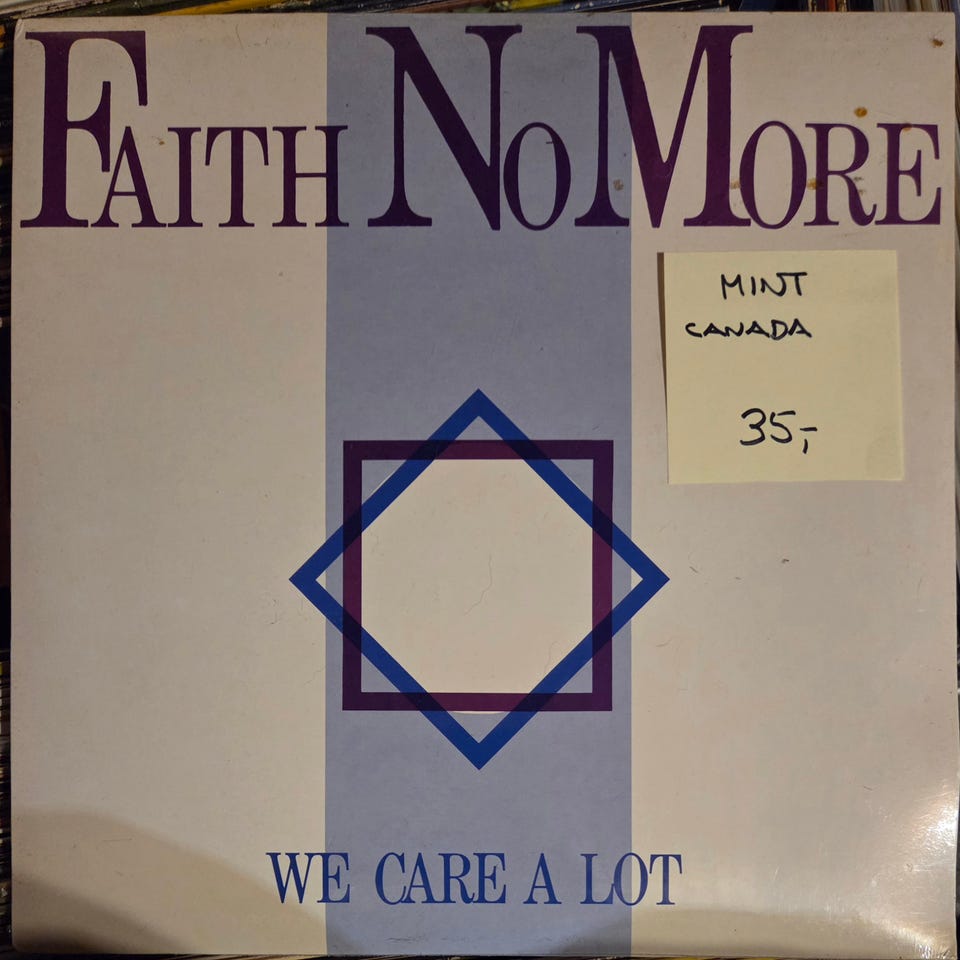 FAITH NO MORE
MINT
CANADA
35,-
WE CARE A LOT